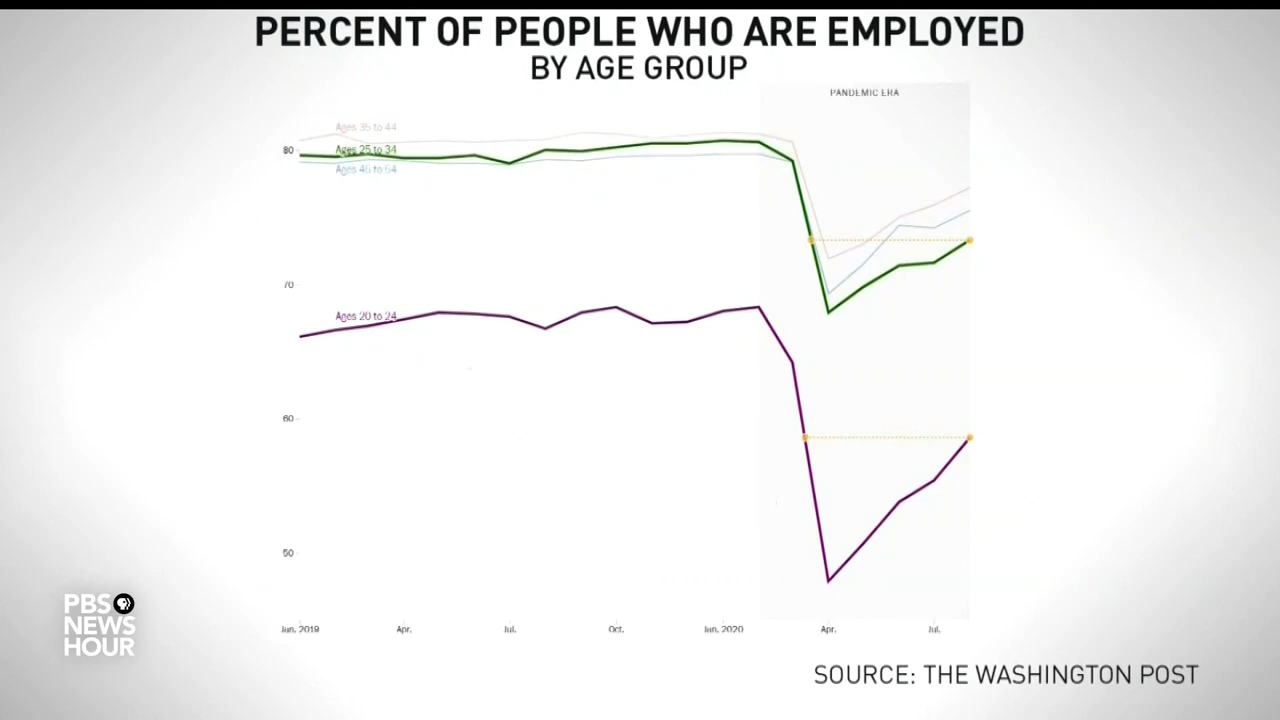 PERCENT OF PEOPLE WHO ARE EMPLOYED
BY AGE GROUP
PANDEMIC ERA
Ages 35 to 44
80
Ages 25 to 34
Ages 45 to 54
70
Ages 20 to 24
60
50
Jan, 2019
Apr.
Jul.
Oct.
Jan, 2020
Apr.
Jul.
PBS
NEWS
HOUR
SOURCE: THE WASHINGTON POST